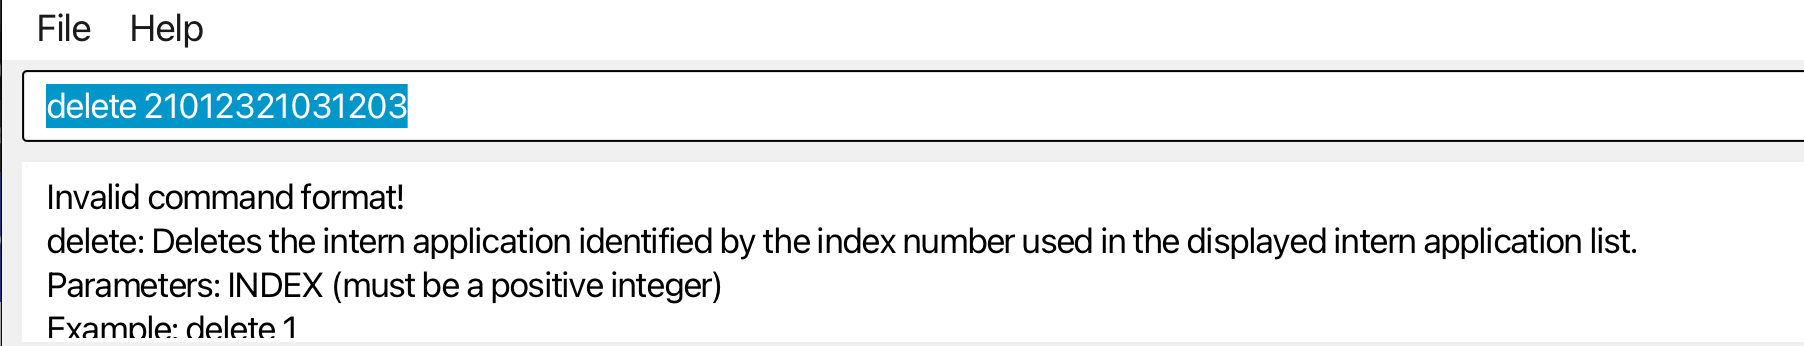 File Help
delete 21012321031203
Invalid command format!
delete: Deletes the intern application identified by the index number used in the displayed intern application list.
Parameters: INDEX (must be a positive integer)
Example: delete 1